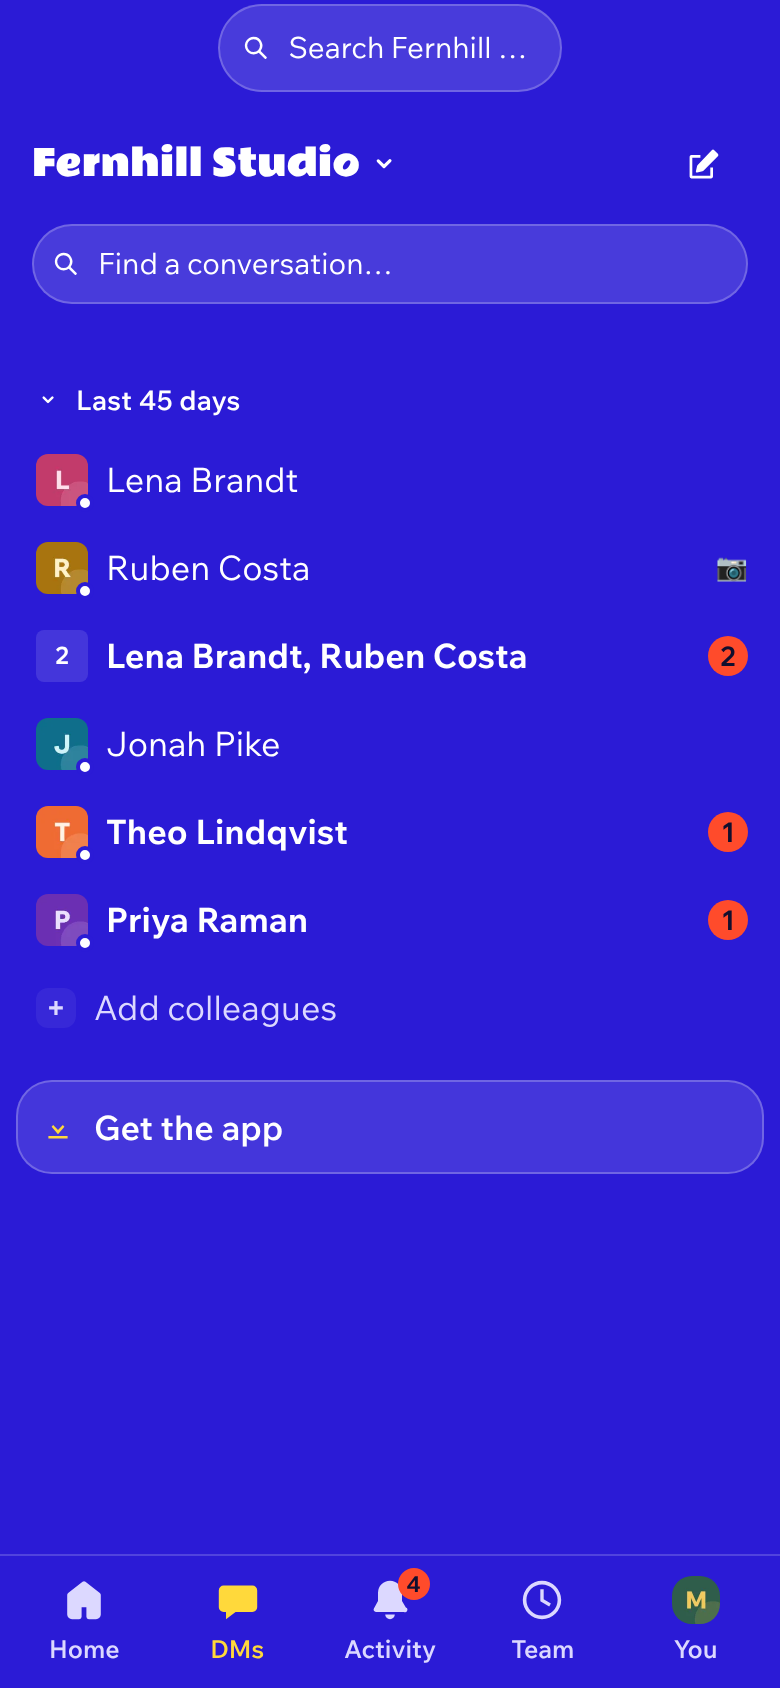 Search Fernhill …
Fernhill Studio
Find a conversation…
Last 45 days
L Lena Brandt
R Ruben Costa
2 Lena Brandt, Ruben Costa 2
J Jonah Pike
T Theo Lindqvist 1
P Priya Raman 1
+ Add colleagues
Get the app
4
M
Home DMs Activity Team You